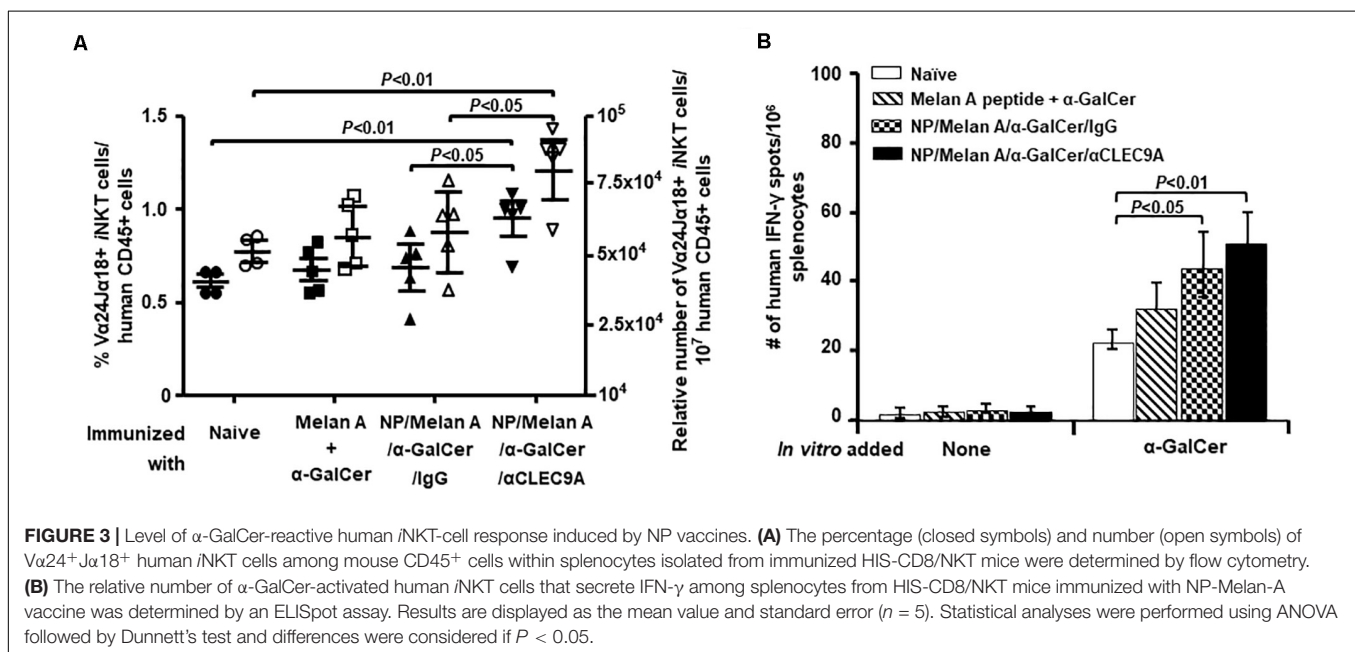 A
P<0.01
P<0.05
P<0.01
P<0.05
1.5
1.0
0.5
0.0
% Vα24Jα18+ iNKT cells/
human CD45+ cells
10⁵
7.5x10⁴
5x10⁴
2.5x10⁴
10⁴
Relative number of Vα24Jα18+ iNKT cells/
10⁷ human CD45+ cells
Immunized
with
Naive
Melan A
+
α-GalCer
NP/Melan A
/α-GalCer
/IgG
NP/Melan A
/α-GalCer
/αCLEC9A
B
Naïve
Melan A peptide + α-GalCer
NP/Melan A/α-GalCer/IgG
NP/Melan A/α-GalCer/αCLEC9A
P<0.01
P<0.05
100
80
60
40
20
0
# of human IFN-γ spots/10⁶
splenocytes
In vitro added
None
α-GalCer
FIGURE 3 | Level of α-GalCer-reactive human iNKT-cell response induced by NP vaccines. (A) The percentage (closed symbols) and number (open symbols) of
Vα24⁺Jα18⁺ human iNKT cells among mouse CD45⁺ cells within splenocytes isolated from immunized HIS-CD8/NKT mice were determined by flow cytometry.
(B) The relative number of α-GalCer-activated human iNKT cells that secrete IFN-γ among splenocytes from HIS-CD8/NKT mice immunized with NP-Melan-A
vaccine was determined by an ELISpot assay. Results are displayed as the mean value and standard error (n = 5). Statistical analyses were performed using ANOVA
followed by Dunnett's test and differences were considered if P < 0.05.